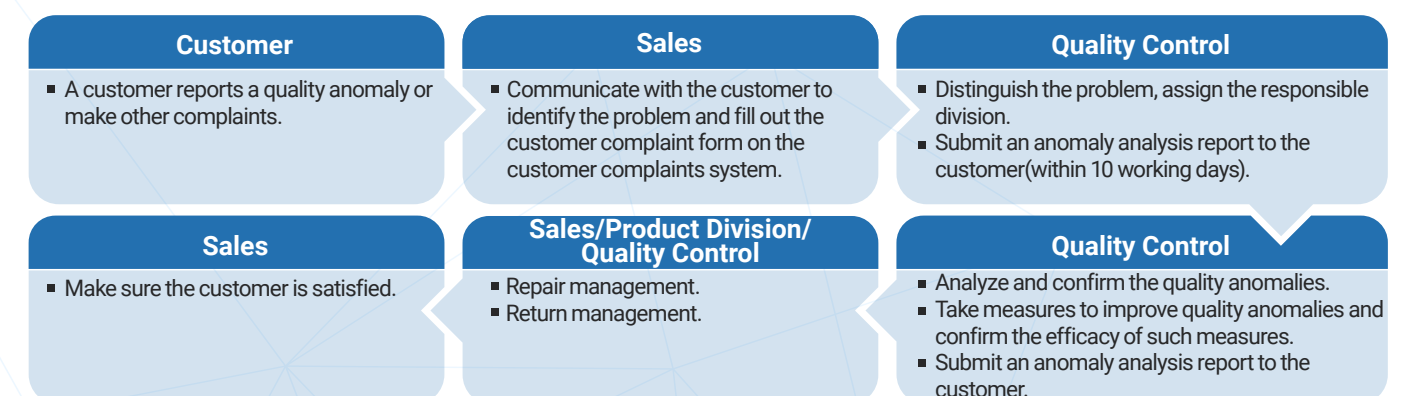 Customer
A customer reports a quality anomaly or
make other complaints.
Sales
Communicate with the customer to
identify the problem and fill out the
customer complaint form on the
customer complaints system.
Quality Control
Distinguish the problem, assign the responsible
division.
Submit an anomaly analysis report to the
customer(within 10 working days).
Quality Control
Analyze and confirm the quality anomalies.
Take measures to improve quality anomalies and
confirm the efficacy of such measures.
Submit an anomaly analysis report to the
customer.
Sales/Product Division/
Quality Control
Repair management.
Return management.
Sales
Make sure the customer is satisfied.